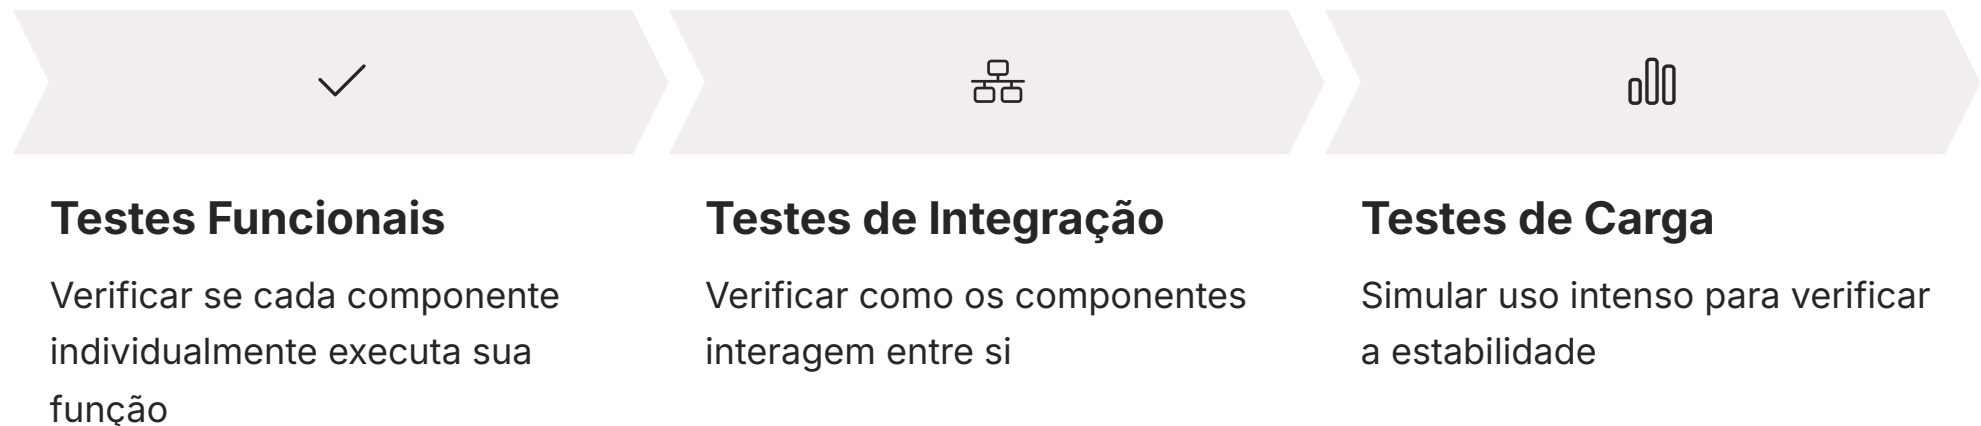 Testes Funcionais
Verificar se cada componente
individualmente executa sua
função
Testes de Integração
Verificar como os componentes
interagem entre si
Testes de Carga
Simular uso intenso para verificar
a estabilidade